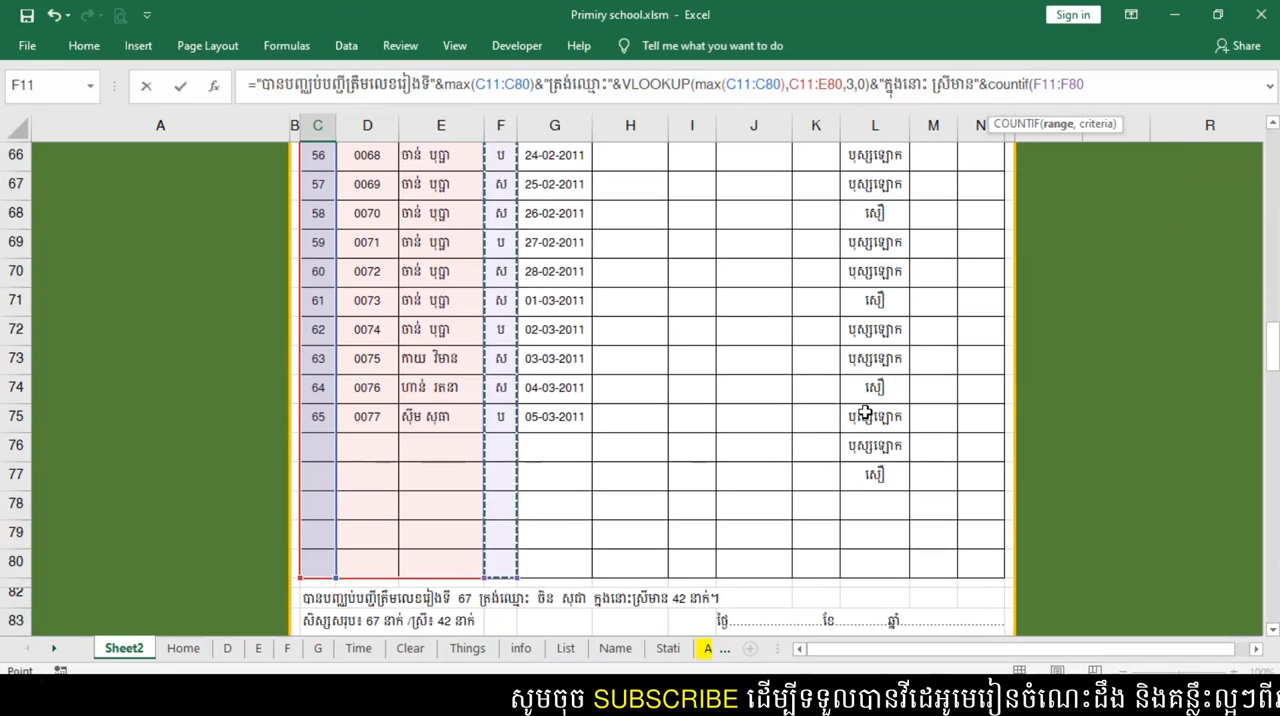 Primiry school.xlsm - Excel
Sign in
File Home Insert Page Layout Formulas Data Review View Developer Help Tell me what you want to do Share
F11 ="បានបញ្ឈប់បញ្ជីត្រឹមលេខរៀងទី"&max(C11:C80)&"ត្រង់ឈ្មោះ"&VLOOKUP(max(C11:C80),C11:E80,3,0)&"ក្នុងនោះ ស្រីមាន"&countif(F11:F80
COUNTIF(range, criteria)
A B C D E F G H I J K L M N R
66 56 0068 ចាន់ បុប្ផា ប 24-02-2011 បុស្សឡោក
67 57 0069 ចាន់ បុប្ផា ស 25-02-2011 បុស្សឡោក
68 58 0070 ចាន់ បុប្ផា ស 26-02-2011 សឿ
69 59 0071 ចាន់ បុប្ផា ប 27-02-2011 បុស្សឡោក
70 60 0072 ចាន់ បុប្ផា ស 28-02-2011 បុស្សឡោក
71 61 0073 ចាន់ បុប្ផា ស 01-03-2011 សឿ
72 62 0074 ចាន់ បុប្ផា ប 02-03-2011 បុស្សឡោក
73 63 0075 កាយ វិមាន ស 03-03-2011 បុស្សឡោក
74 64 0076 ហាន់ រតនា ស 04-03-2011 សឿ
75 65 0077 ស៊ីម សុធា ប 05-03-2011 បុស្សឡោក
76 បុស្សឡោក
77 សឿ
78
79
80
82 បានបញ្ឈប់បញ្ជីត្រឹមលេខរៀងទី 67 ត្រង់ឈ្មោះ ចិន សុជា ក្នុងនោះស្រីមាន 42 នាក់។
83 សិស្សសរុប៖ 67 នាក់ /ស្រី៖ 42 នាក់ ថ្ងៃ.......................ខែ.............ឆ្នាំ..........................
Sheet2 Home D E F G Time Clear Things info List Name Stati A ...
Point 100%
សូមចុច SUBSCRIBE ដើម្បីទទួលបានវីដេអូមេរៀនចំណេះដឹង និងគន្លឹះល្អៗពី